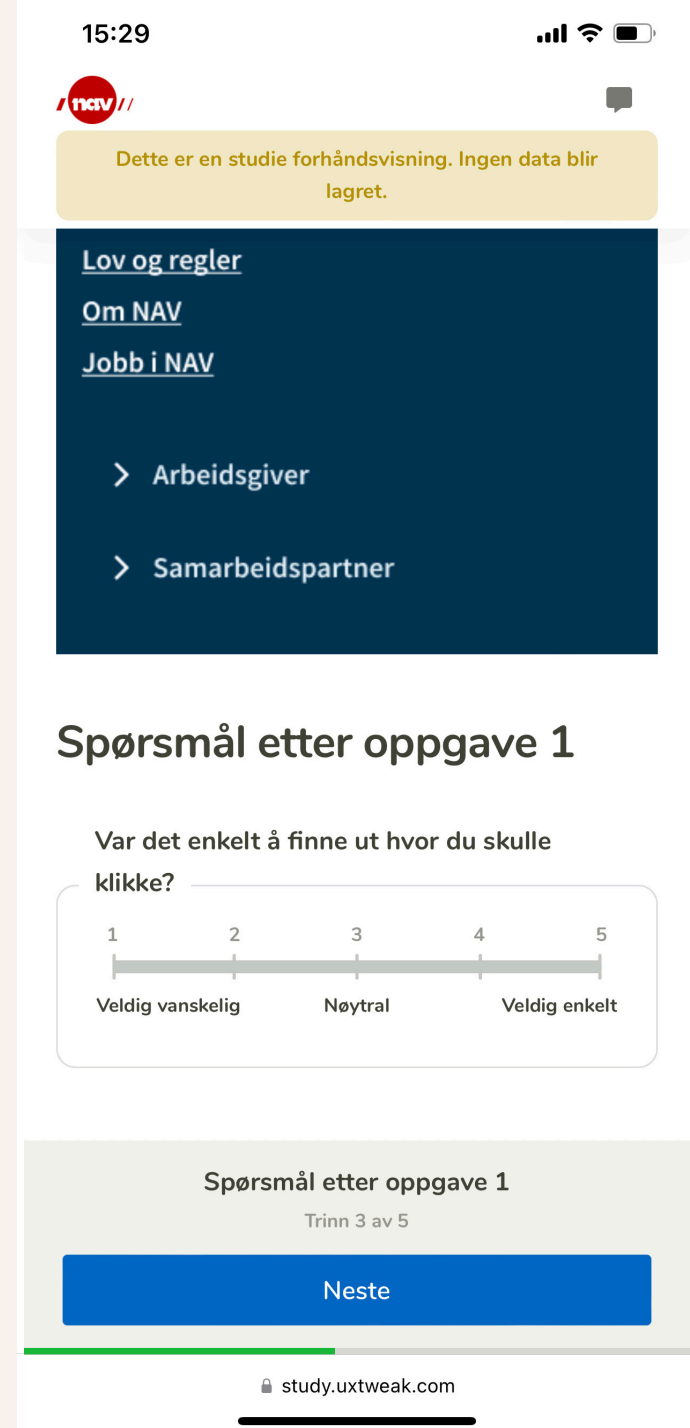 15:29
nav
Dette er en studie forhåndsvisning. Ingen data blir
lagret.
Lov og regler
Om NAV
Jobb i NAV
Arbeidsgiver
Samarbeidspartner
Spørsmål etter oppgave 1
Var det enkelt å finne ut hvor du skulle
klikke?
1 2 3 4 5
Veldig vanskelig Nøytral Veldig enkelt
Spørsmål etter oppgave 1
Trinn 3 av 5
Neste
study.uxtweak.com